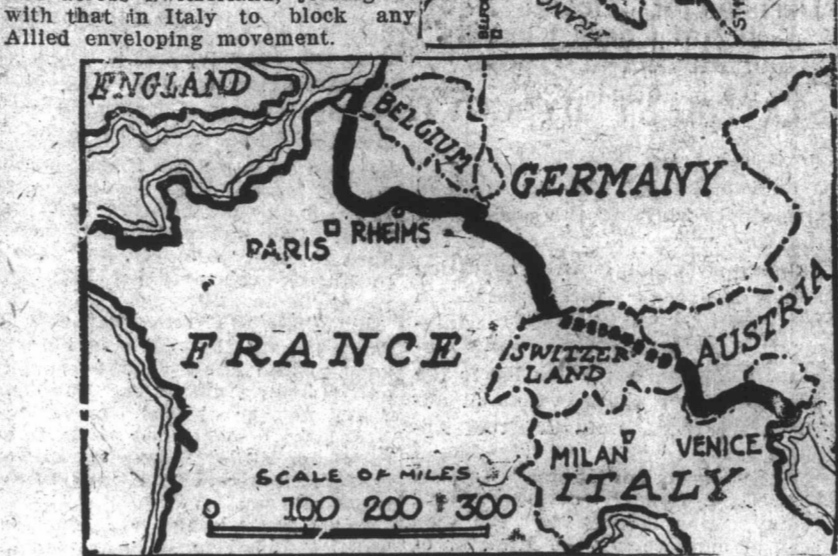 with that in Italy to block any
Allied enveloping movement.
ENGLAND
BELGIUM
GERMANY
PARIS
RHEIMS
FRANCE
SWITZER
LAND
AUSTRIA
MILAN
VENICE
ITALY
SCALE OF MILES
0 100 200 300